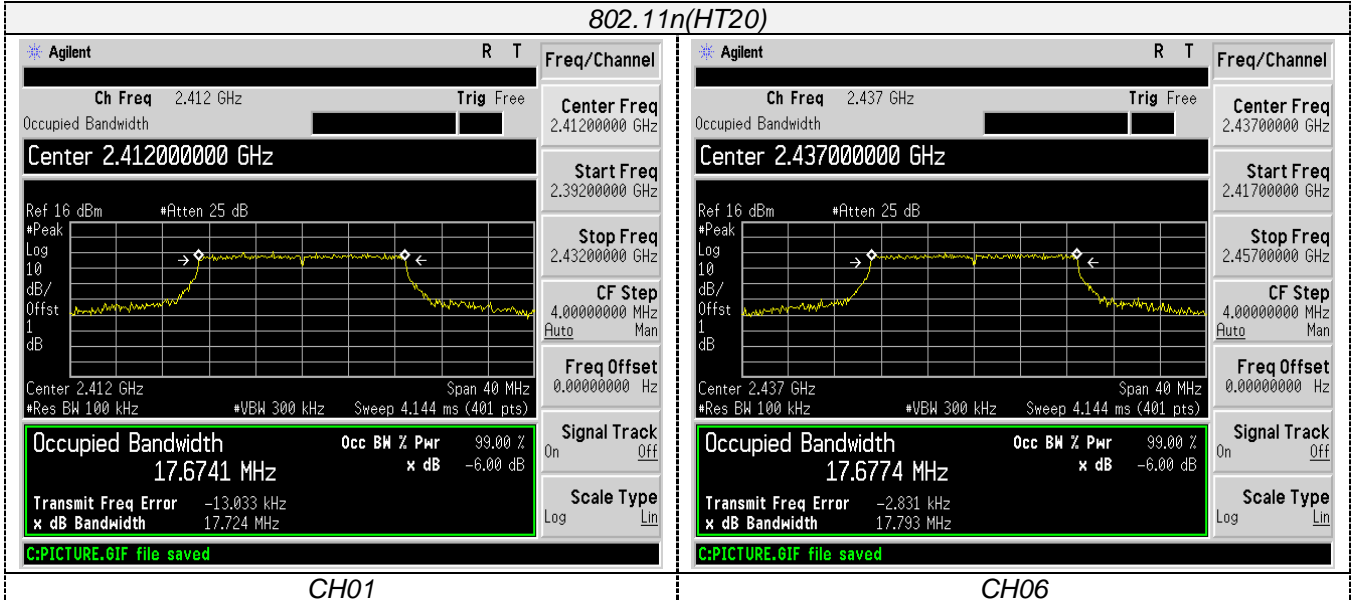 802.11n(HT20)
Agilent R T
Ch Freq 2.412 GHz Trig Free
Occupied Bandwidth
Center 2.412000000 GHz
Ref 16 dBm #Atten 25 dB
#Peak
Log
10
dB/
Offst
1
dB
Center 2.412 GHz Span 40 MHz
#Res BW 100 kHz #VBW 300 kHz Sweep 4.144 ms (401 pts)
Occupied Bandwidth Occ BW % Pwr 99.00 %
17.6741 MHz x dB -6.00 dB
Transmit Freq Error -13.033 kHz
x dB Bandwidth 17.724 MHz
C:PICTURE.GIF file saved
Freq/Channel
Center Freq
2.41200000 GHz
Start Freq
2.39200000 GHz
Stop Freq
2.43200000 GHz
CF Step
4.00000000 MHz
Auto Man
Freq Offset
0.00000000 Hz
Signal Track
On Off
Scale Type
Log Lin
CH01
Agilent R T
Ch Freq 2.437 GHz Trig Free
Occupied Bandwidth
Center 2.437000000 GHz
Ref 16 dBm #Atten 25 dB
#Peak
Log
10
dB/
Offst
1
dB
Center 2.437 GHz Span 40 MHz
#Res BW 100 kHz #VBW 300 kHz Sweep 4.144 ms (401 pts)
Occupied Bandwidth Occ BW % Pwr 99.00 %
17.6774 MHz x dB -6.00 dB
Transmit Freq Error -2.831 kHz
x dB Bandwidth 17.793 MHz
C:PICTURE.GIF file saved
Freq/Channel
Center Freq
2.43700000 GHz
Start Freq
2.41700000 GHz
Stop Freq
2.45700000 GHz
CF Step
4.00000000 MHz
Auto Man
Freq Offset
0.00000000 Hz
Signal Track
On Off
Scale Type
Log Lin
CH06